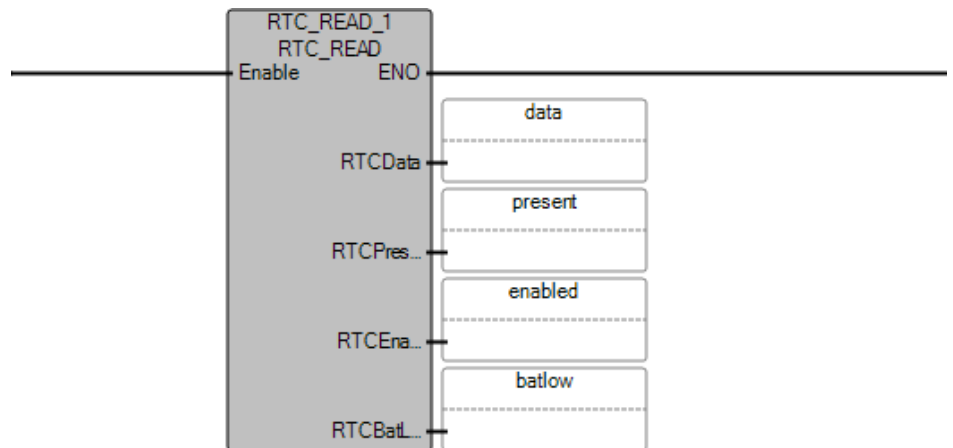 RTC_READ_1
RTC_READ
Enable ENO
data
RTCData
present
RTCPres...
enabled
RTCEna...
batlow
RTCBatL...